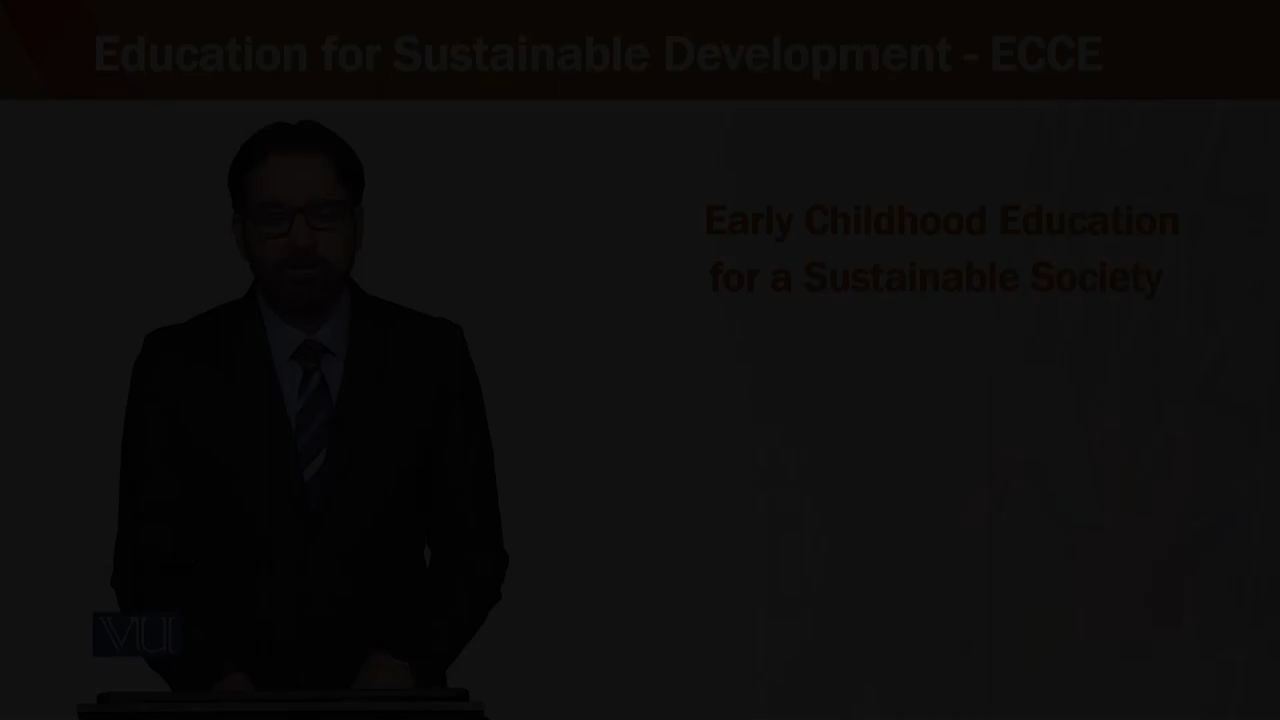 Education for Sustainable Development - ECCE
Early Childhood Education
for a Sustainable Society
VU